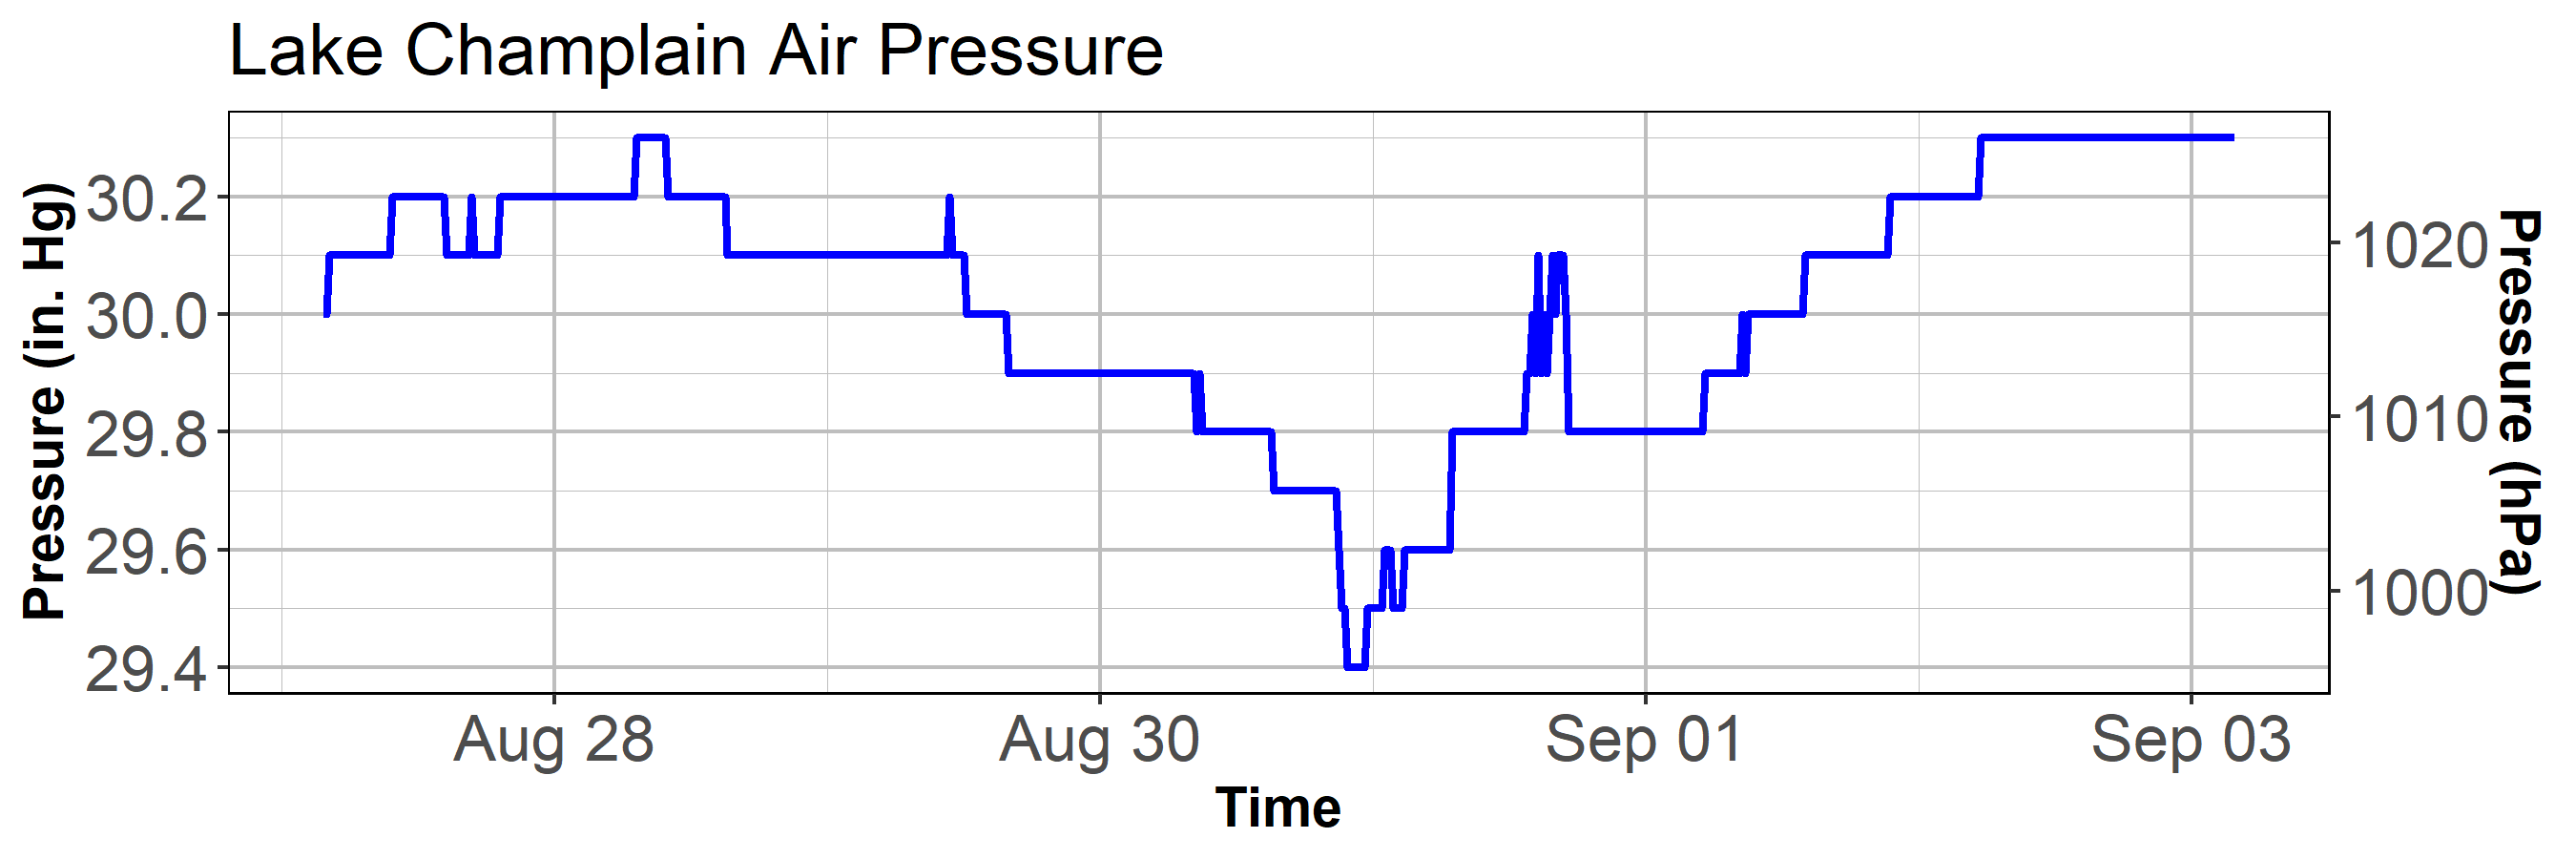 Lake Champlain Air Pressure
Pressure (in. Hg)
30.2
30.0
29.8
29.6
29.4
1020
1010
1000
Pressure (hPa)
Aug 28
Aug 30
Sep 01
Sep 03
Time